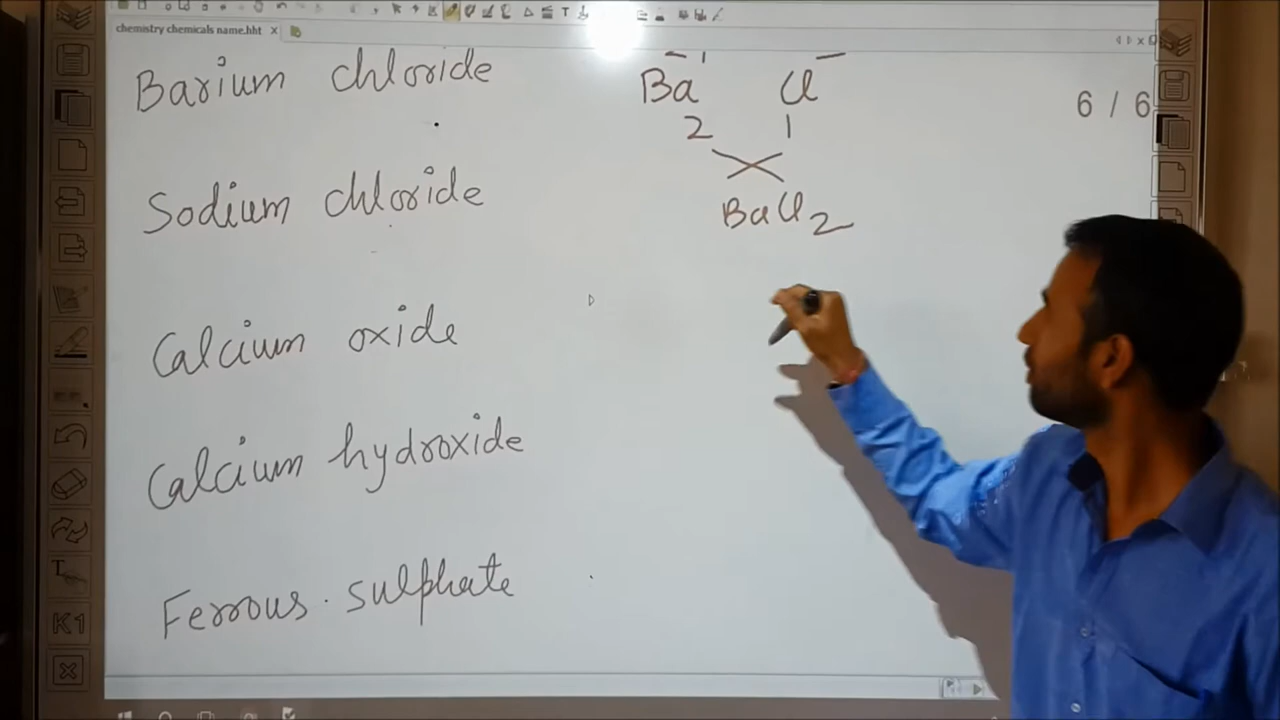 chemistry chemicals name.hht
Barium chloride
Ba Cl
2 1
BaCl2
6 / 6
Sodium chloride
Calcium oxide
Calcium hydroxide
Ferrous sulphate
T
K1